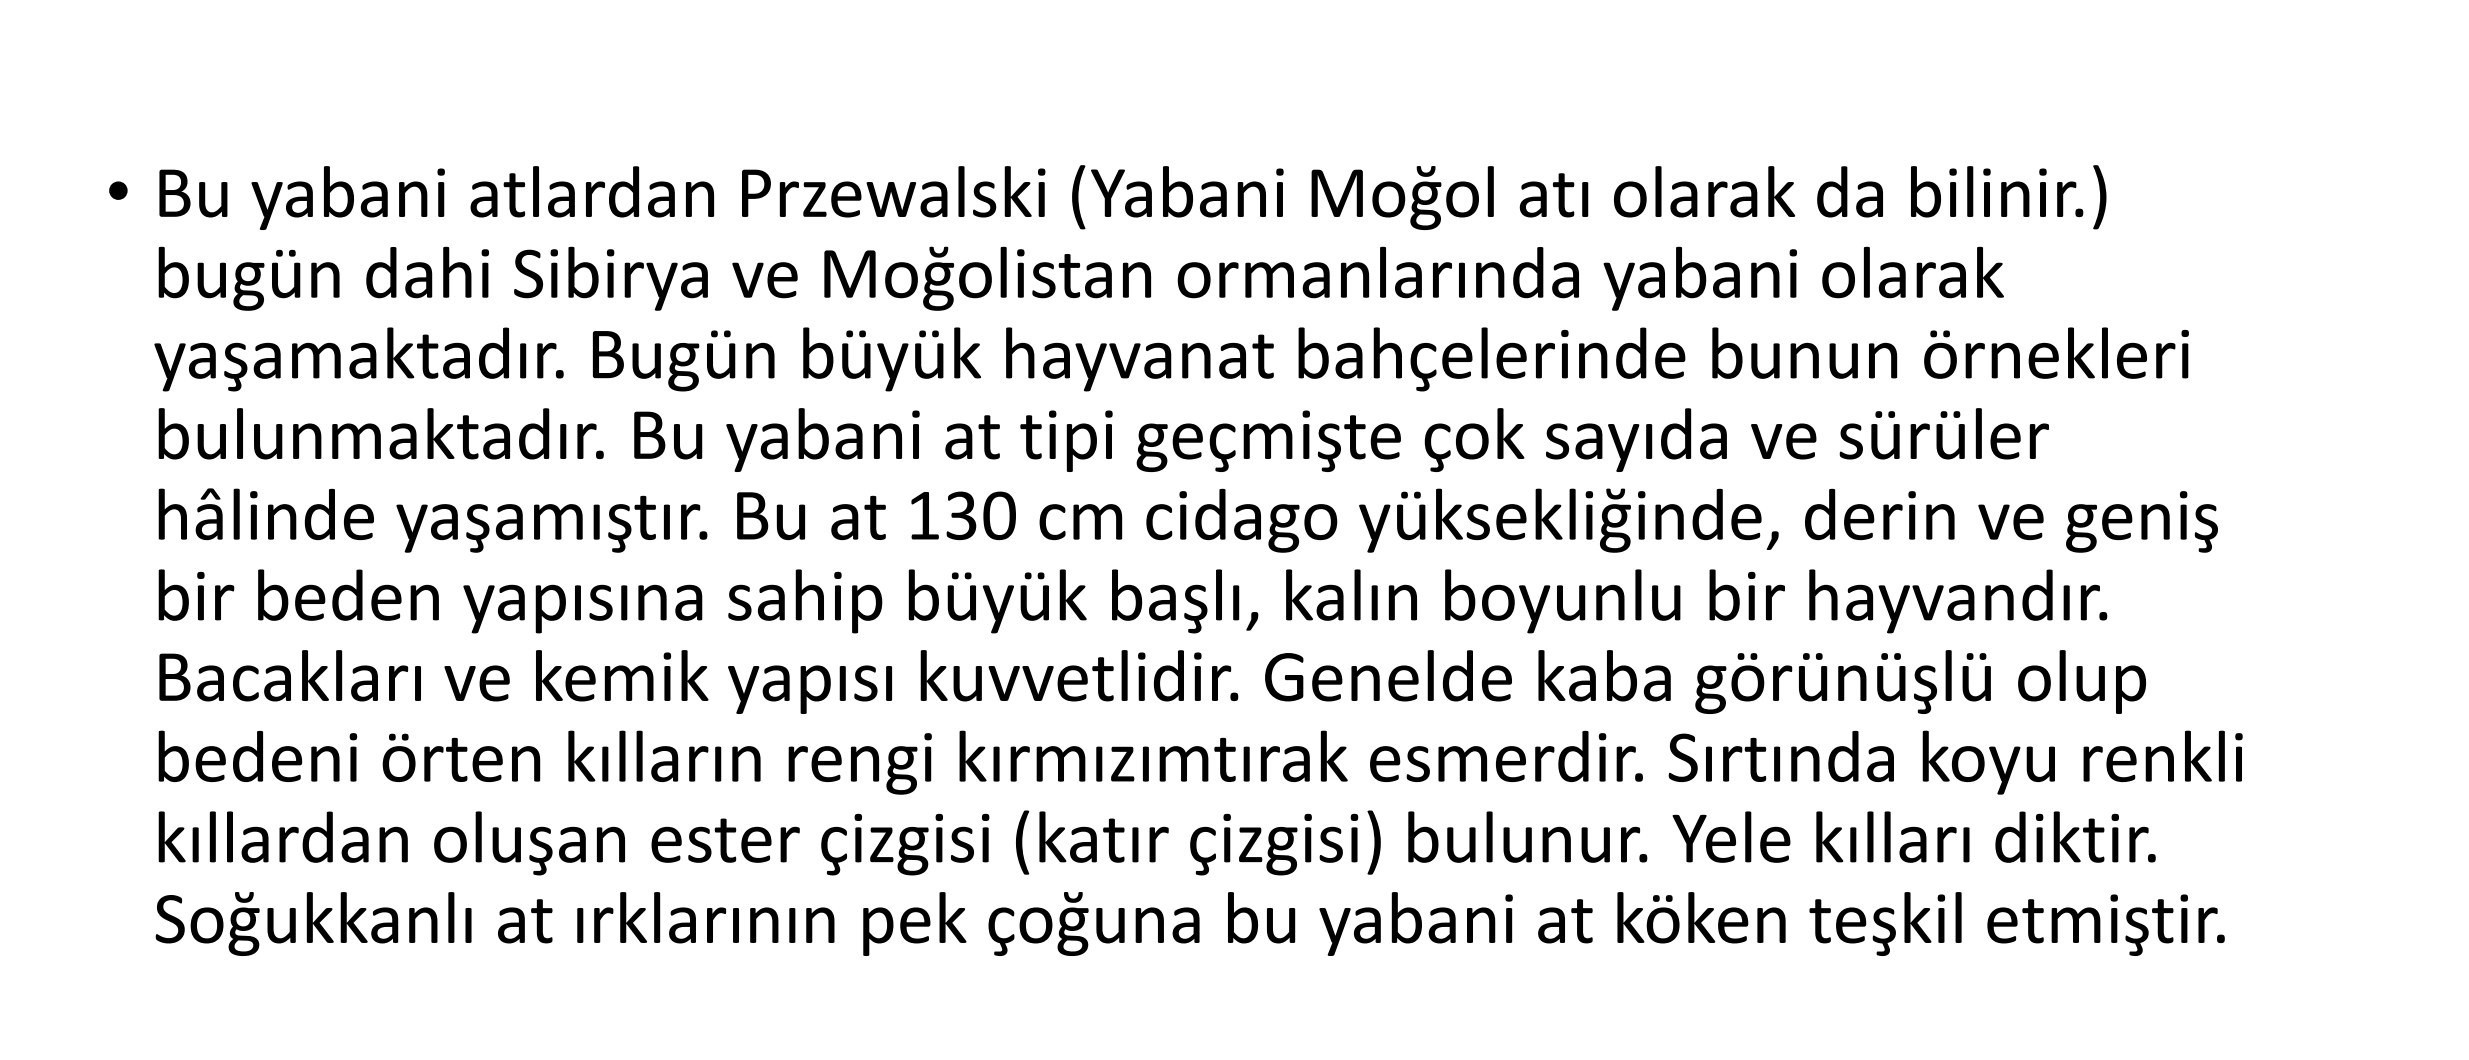 • Bu yabani atlardan Przewalski (Yabani Moğol atı olarak da bilinir.)
bugün dahi Sibirya ve Moğolistan ormanlarında yabani olarak
yaşamaktadır. Bugün büyük hayvanat bahçelerinde bunun örnekleri
bulunmaktadır. Bu yabani at tipi geçmişte çok sayıda ve sürüler
hâlinde yaşamıştır. Bu at 130 cm cidago yüksekliğinde, derin ve geniş
bir beden yapısına sahip büyük başlı, kalın boyunlu bir hayvandır.
Bacakları ve kemik yapısı kuvvetlidir. Genelde kaba görünüşlü olup
bedeni örten kılların rengi kırmızımtırak esmerdir. Sırtında koyu renkli
kıllardan oluşan ester çizgisi (katır çizgisi) bulunur. Yele kılları diktir.
Soğukkanlı at ırklarının pek çoğuna bu yabani at köken teşkil etmiştir.